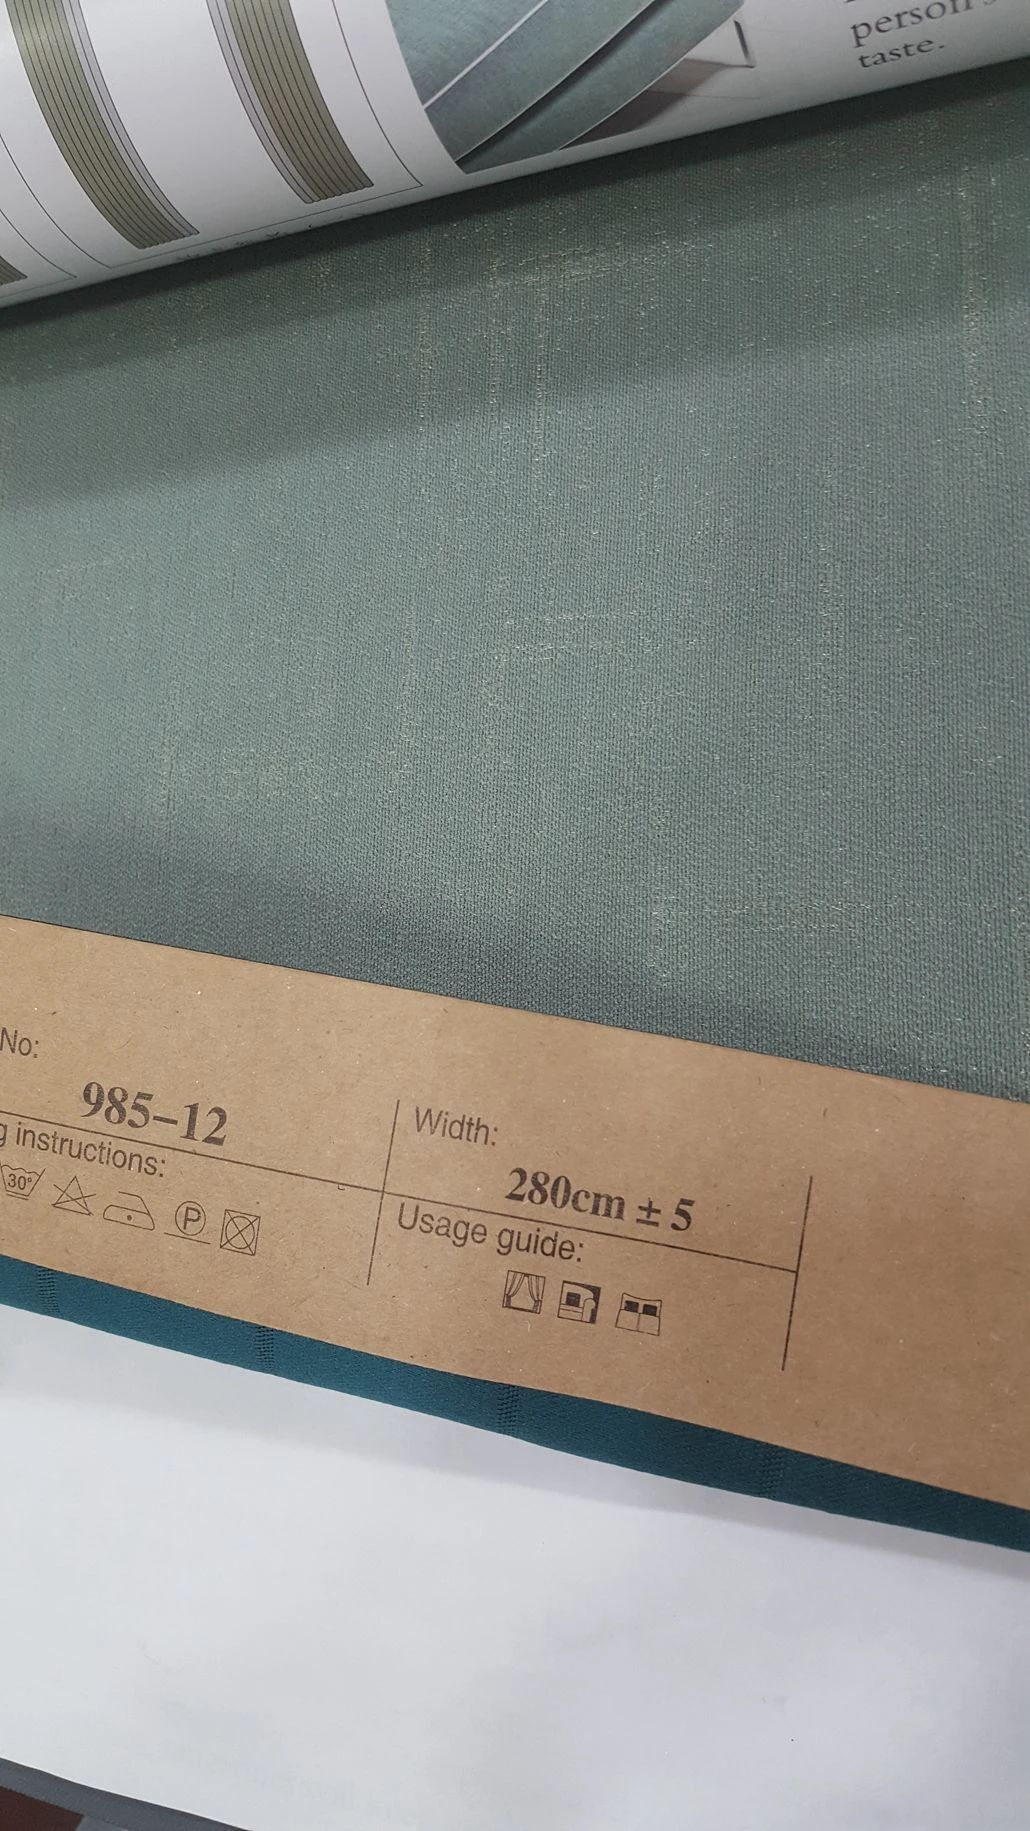 person's
taste.
No:
985-12
Width:
280cm ± 5
g instructions:
30°
P
Usage guide: